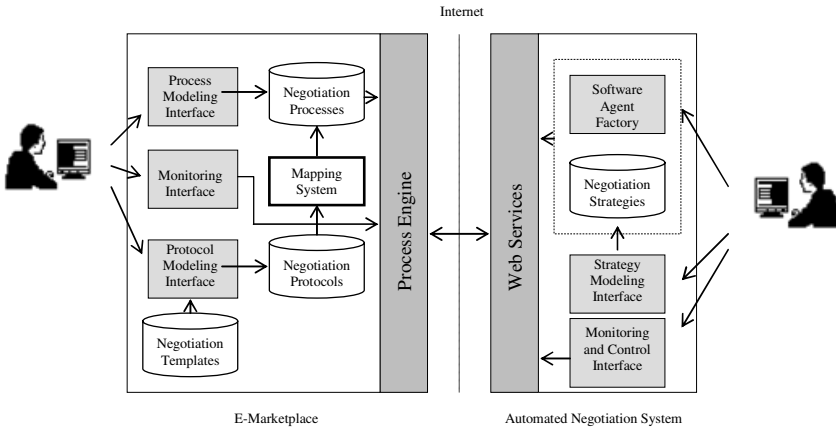 Internet
Process
Modeling
Interface
Negotiation
Processes
Monitoring
Interface
Mapping
System
Protocol
Modeling
Interface
Negotiation
Protocols
Negotiation
Templates
Process Engine
E-Marketplace
Web Services
Software
Agent
Factory
Negotiation
Strategies
Strategy
Modeling
Interface
Monitoring
and Control
Interface
Automated Negotiation System